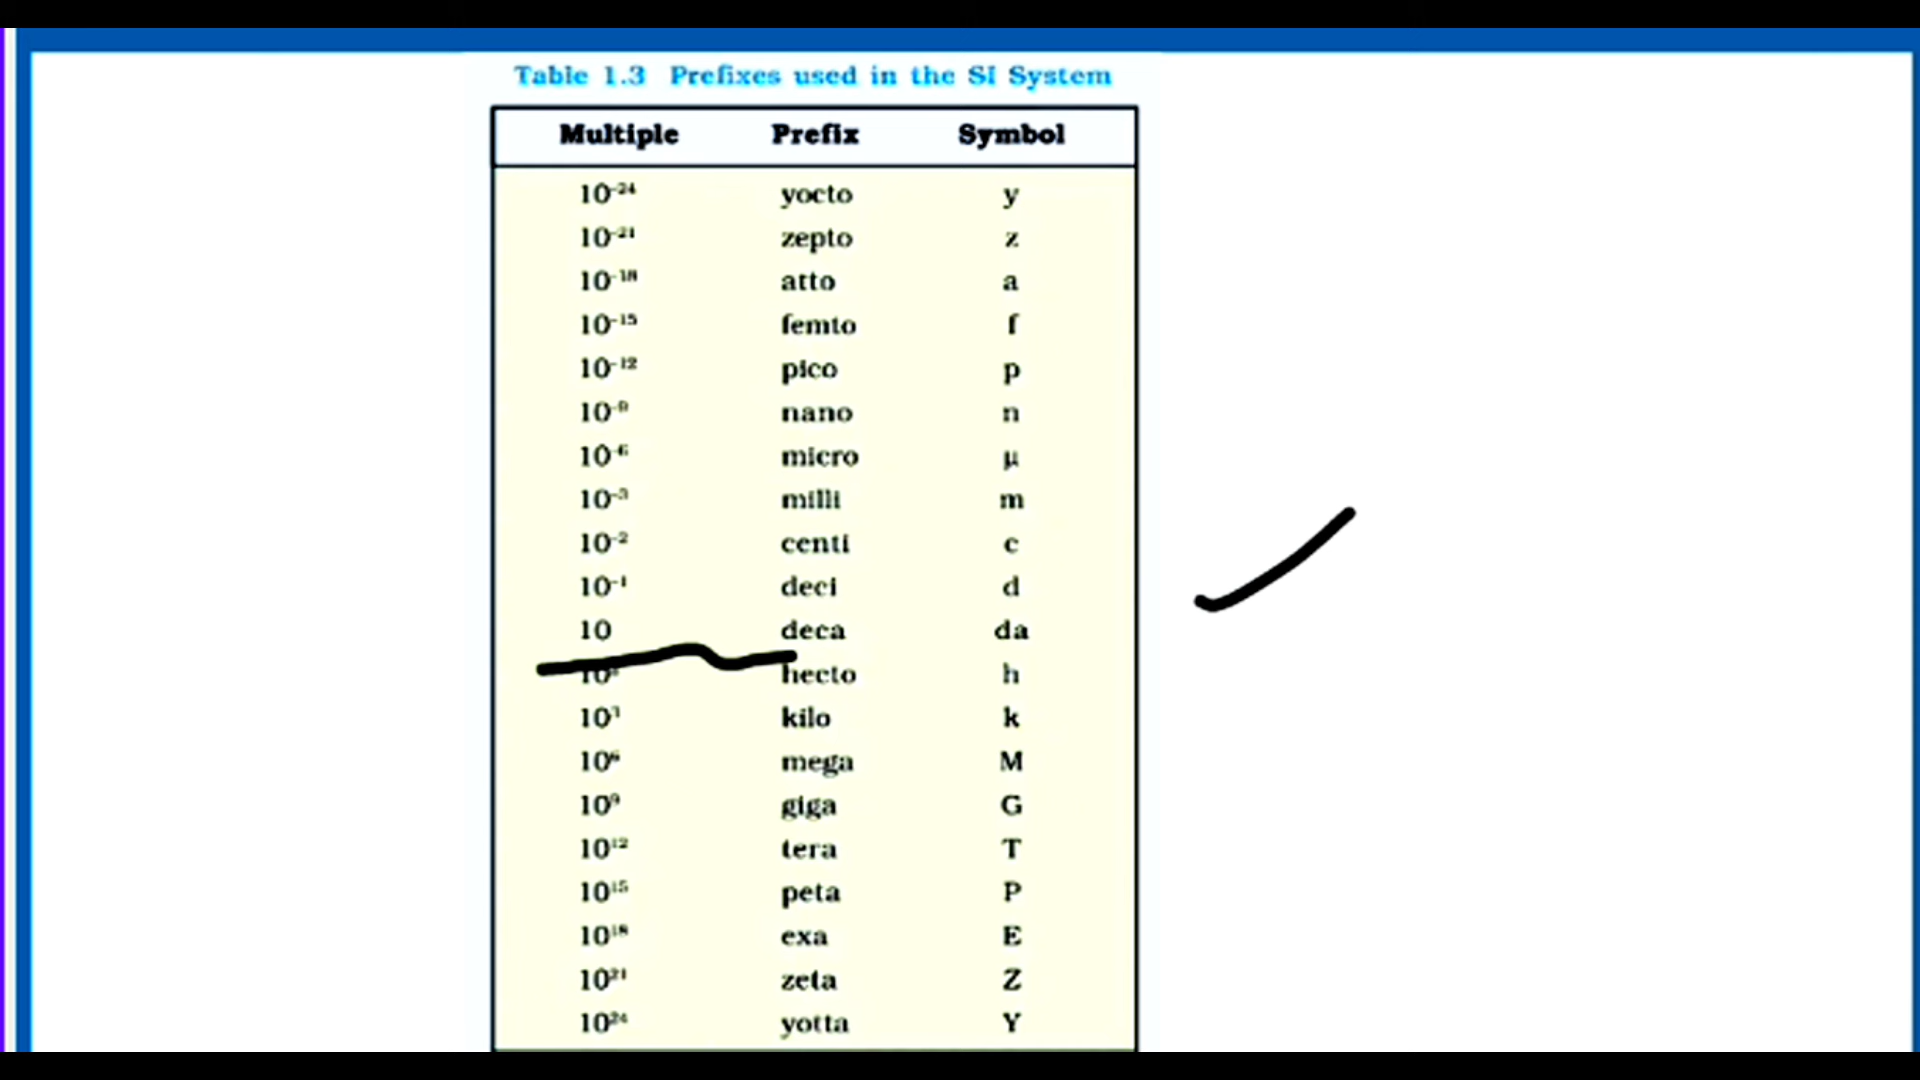 Table 1.3 Prefixes used in the SI System
Multiple Prefix Symbol
10⁻²⁴ yocto y
10⁻²¹ zepto z
10⁻¹⁸ atto a
10⁻¹⁵ femto f
10⁻¹² pico p
10⁻⁹ nano n
10⁻⁶ micro µ
10⁻³ milli m
10⁻² centi c
10⁻¹ deci d
10 deca da
10² hecto h
10³ kilo k
10⁶ mega M
10⁹ giga G
10¹² tera T
10¹⁵ peta P
10¹⁸ exa E
10²¹ zeta Z
10²⁴ yotta Y